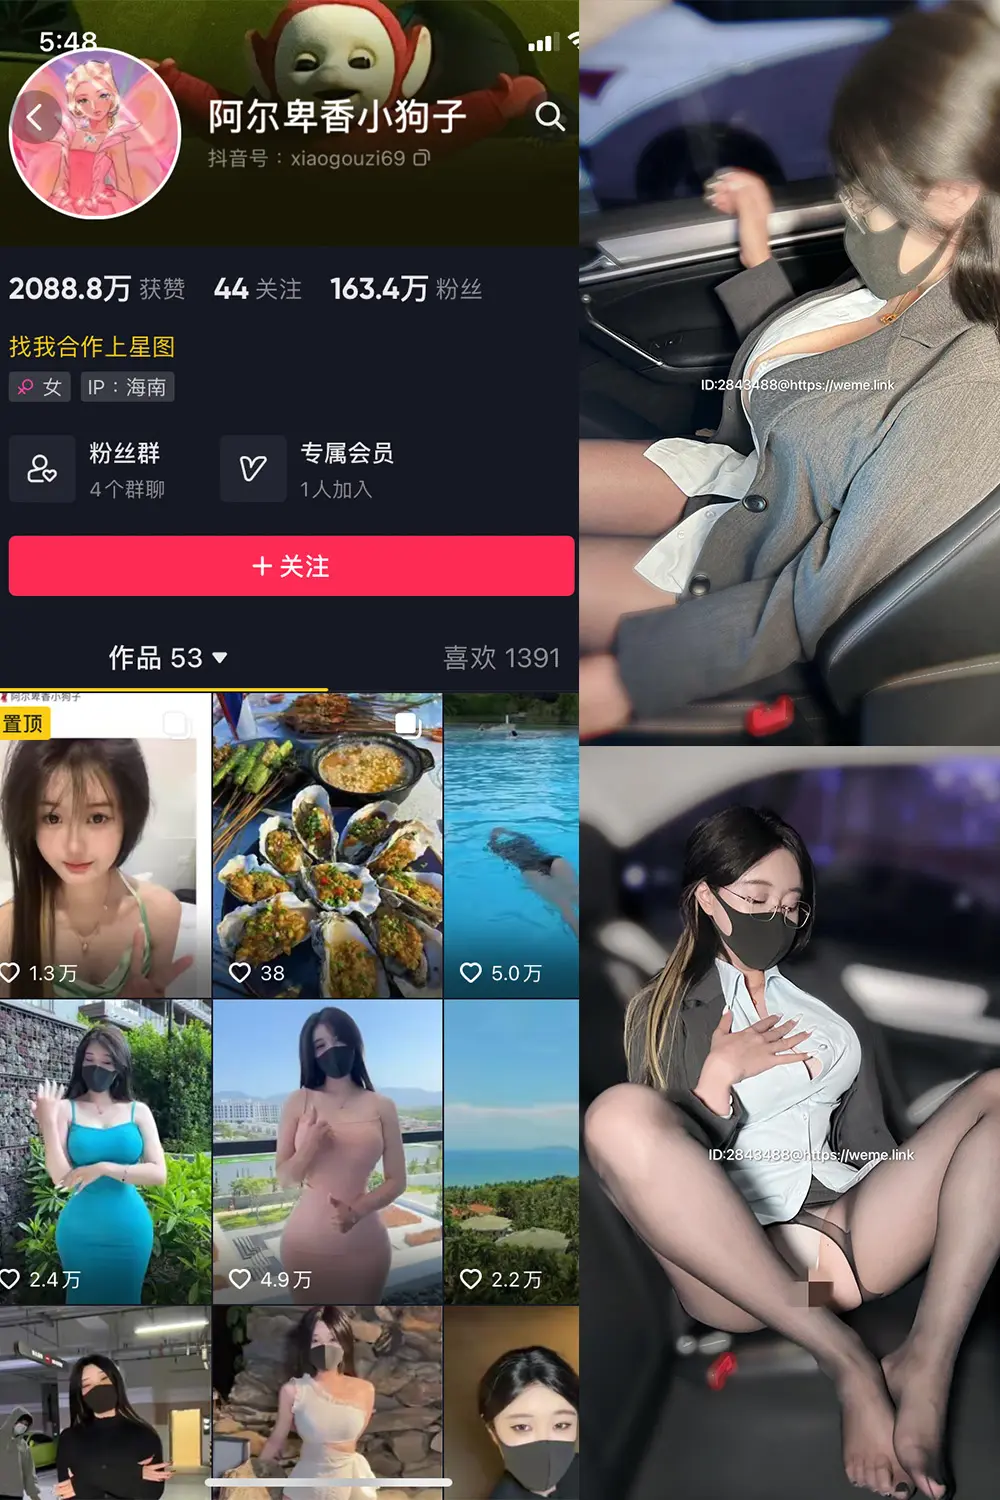 5:48
阿尔卑香小狗子
抖音号：xiaogouzi69
2088.8万 获赞 44 关注 163.4万 粉丝
找我合作上星图
女 IP：海南
粉丝群
4个群聊
专属会员
1人加入
+ 关注
作品 53
喜欢 1391
阿尔卑香小狗子
置顶
1.3万
38
5.0万
2.4万
4.9万
2.2万
ID:2843488@https://weme.link
ID:2843488@https://weme.link